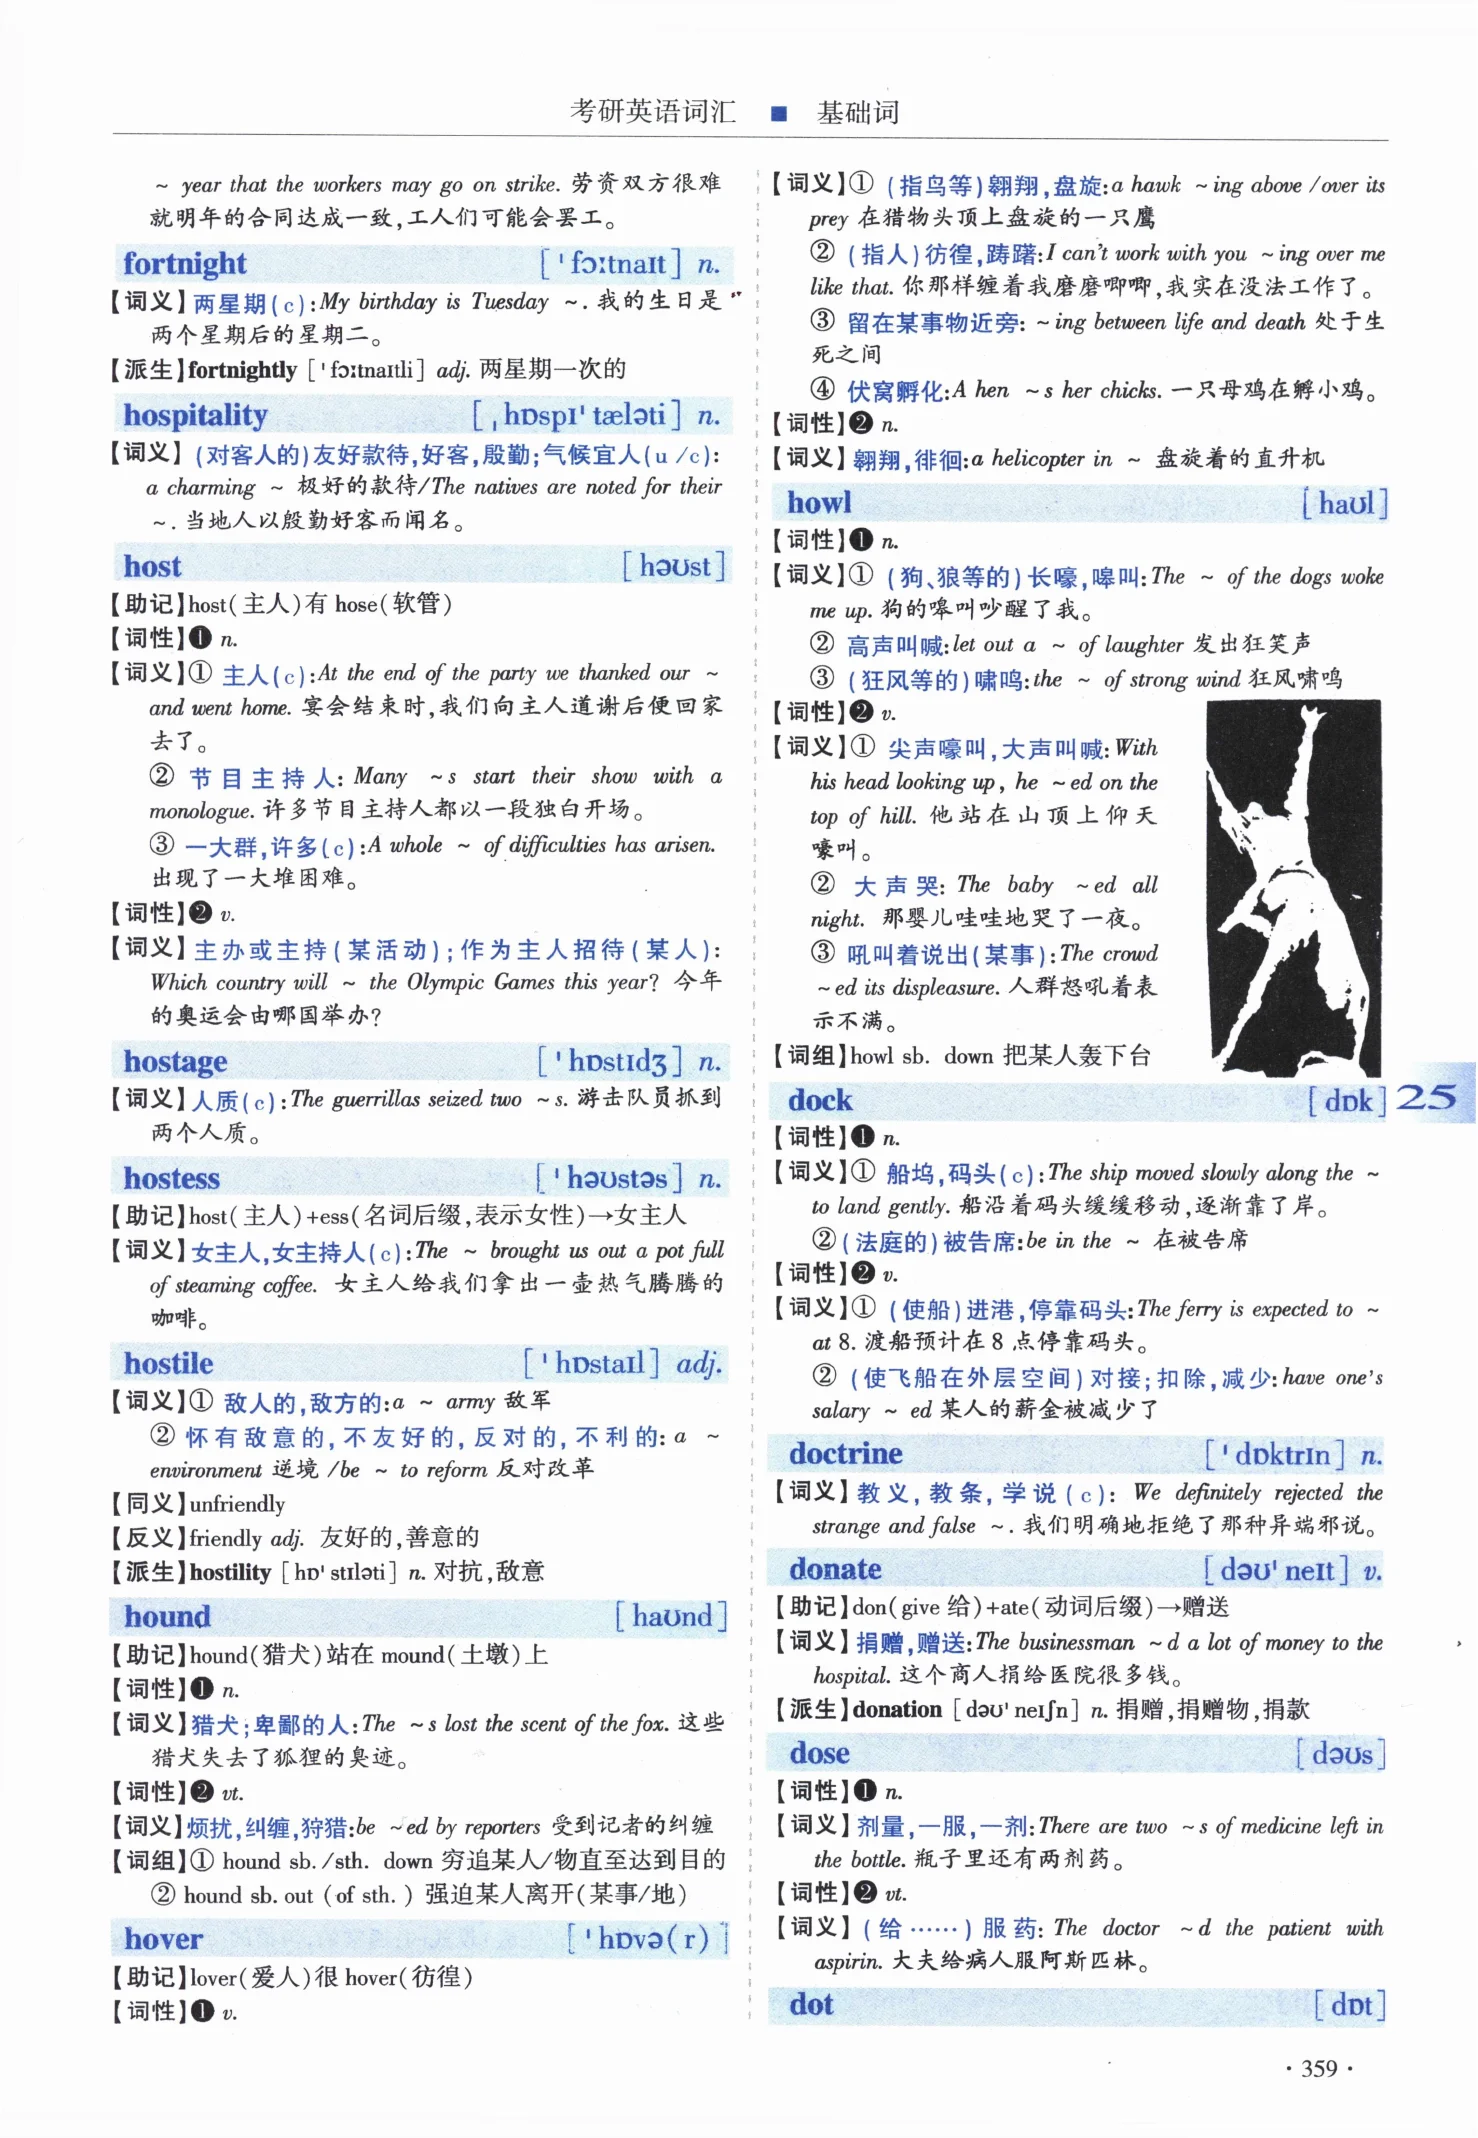 考研英语词汇 ■ 基础词
~ year that the workers may go on strike. 劳资双方很难
就明年的合同达成一致,工人们可能会罢工。
fortnight [ˈfɔːtnaɪt] n.
【词义】两星期(c):My birthday is Tuesday ~. 我的生日是
两个星期后的星期二。
【派生】fortnightly [ˈfɔːtnaɪtli] adj. 两星期一次的
hospitality [ˌhɒspɪˈtæləti] n.
【词义】(对客人的)友好款待,好客,殷勤;气候宜人(u/c):
a charming ~ 极好的款待/The natives are noted for their
~. 当地人以殷勤好客而闻名。
host [həʊst]
【助记】host(主人)有 hose(软管)
【词性】❶ n.
【词义】① 主人(c):At the end of the party we thanked our ~
and went home. 宴会结束时,我们向主人道谢后便回家
去了。
② 节目主持人: Many ~s start their show with a
monologue. 许多节目主持人都以一段独白开场。
③ 一大群,许多(c):A whole ~ of difficulties has arisen.
出现了一大堆困难。
【词性】❷ v.
【词义】主办或主持(某活动);作为主人招待(某人):
Which country will ~ the Olympic Games this year? 今年
的奥运会由哪国举办?
hostage [ˈhɒstɪdʒ] n.
【词义】人质(c):The guerrillas seized two ~s. 游击队员抓到
两个人质。
hostess [ˈhəʊstəs] n.
【助记】host(主人)+ess(名词后缀,表示女性)→女主人
【词义】女主人,女主持人(c):The ~ brought us out a pot full
of steaming coffee. 女主人给我们拿出一壶热气腾腾的
咖啡。
hostile [ˈhɒstaɪl] adj.
【词义】① 敌人的,敌方的:a ~ army 敌军
② 怀有敌意的,不友好的,反对的,不利的: a ~
environment 逆境 /be ~ to reform 反对改革
【同义】unfriendly
【反义】friendly adj. 友好的,善意的
【派生】hostility [hɒˈstɪləti] n. 对抗,敌意
hound [haʊnd]
【助记】hound(猎犬)站在 mound(土墩)上
【词性】❶ n.
【词义】猎犬;卑鄙的人:The ~s lost the scent of the fox. 这些
猎犬失去了狐狸的臭迹。
【词性】❷ vt.
【词义】烦扰,纠缠,狩猎:be ~ed by reporters 受到记者的纠缠
【词组】① hound sb./sth. down 穷追某人/物直至达到目的
② hound sb. out (of sth.) 强迫某人离开(某事/地)
hover [ˈhɒvə(r)]
【助记】lover(爱人)很 hover(彷徨)
【词性】❶ v.
【词义】① (指鸟等)翱翔,盘旋:a hawk ~ing above/over its
prey 在猎物头顶上盘旋的一只鹰
② (指人)彷徨,踌躇:I can't work with you ~ing over me
like that. 你那样缠着我磨磨唧唧,我实在没法工作了。
③ 留在某事物近旁: ~ing between life and death 处于生
死之间
④ 伏窝孵化:A hen ~s her chicks. 一只母鸡在孵小鸡。
【词性】❷ n.
【词义】翱翔,徘徊:a helicopter in ~ 盘旋着的直升机
howl [haʊl]
【词性】❶ n.
【词义】① (狗、狼等的)长嚎,嗥叫:The ~ of the dogs woke
me up. 狗的嗥叫吵醒了我。
② 高声叫喊:let out a ~ of laughter 发出狂笑声
③ (狂风等的)啸鸣:the ~ of strong wind 狂风啸鸣
【词性】❷ v.
【词义】① 尖声嚎叫,大声叫喊:With
his head looking up, he ~ed on the
top of hill. 他站在山顶上仰天
嚎叫。
② 大声哭: The baby ~ed all
night. 那婴儿哇哇地哭了一夜。
③ 吼叫着说出(某事):The crowd
~ed its displeasure. 人群怒吼着表
示不满。
【词组】howl sb. down 把某人轰下台
dock [dɒk]
25
【词性】❶ n.
【词义】① 船坞,码头(c):The ship moved slowly along the ~
to land gently. 船沿着码头缓缓移动,逐渐靠了岸。
②(法庭的)被告席:be in the ~ 在被告席
【词性】❷ v.
【词义】① (使船)进港,停靠码头:The ferry is expected to ~
at 8. 渡船预计在 8 点停靠码头。
② (使飞船在外层空间)对接;扣除,减少:have one's
salary ~ ed 某人的薪金被减少了
doctrine [ˈdɒktrɪn] n.
【词义】教义,教条,学说(c): We definitely rejected the
strange and false ~. 我们明确地拒绝了那种异端邪说。
donate [dəʊˈneɪt] v.
【助记】don(give 给)+ate(动词后缀)→赠送
【词义】捐赠,赠送:The businessman ~d a lot of money to the
hospital. 这个商人捐给医院很多钱。
【派生】donation [dəʊˈneɪʃn] n. 捐赠,捐赠物,捐款
dose [dəʊs]
【词性】❶ n.
【词义】剂量,一服,一剂:There are two ~s of medicine left in
the bottle. 瓶子里还有两剂药。
【词性】❷ vt.
【词义】(给……)服药: The doctor ~d the patient with
aspirin. 大夫给病人服阿斯匹林。
dot [dɒt]
·359·